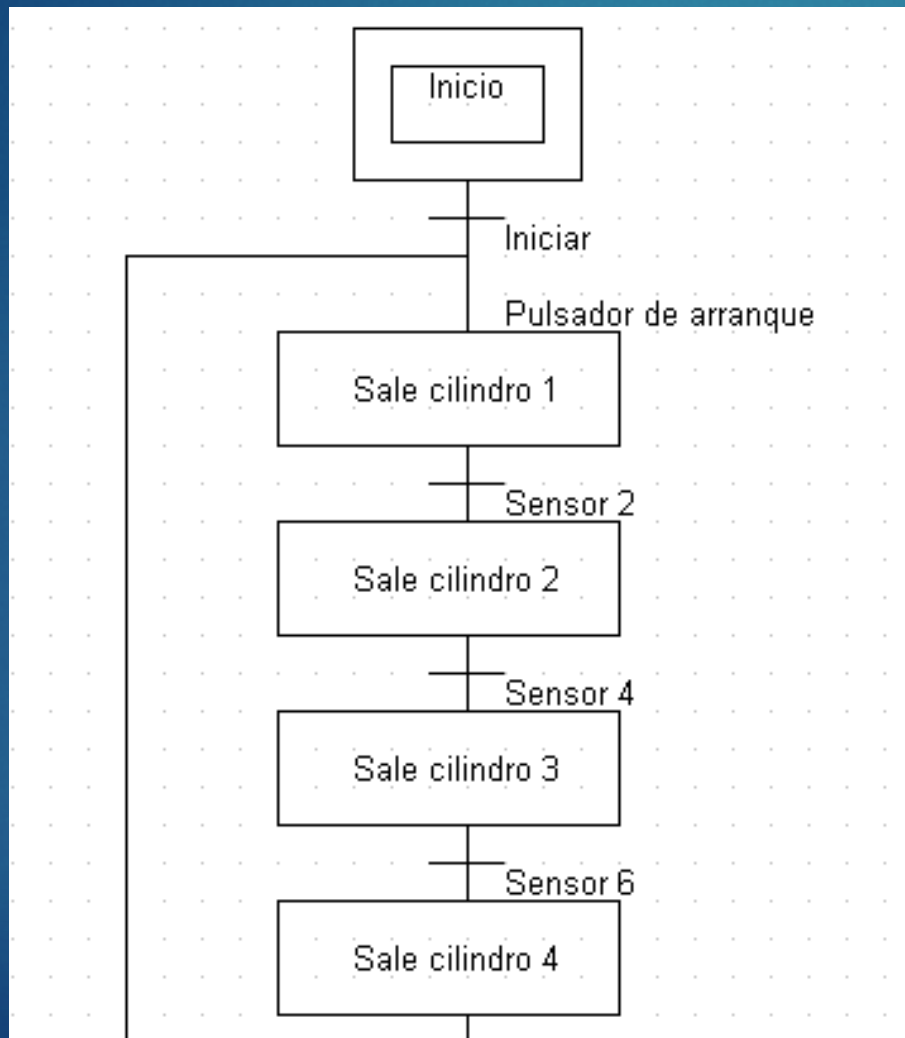 Inicio
Iniciar
Pulsador de arranque
Sale cilindro 1
Sensor 2
Sale cilindro 2
Sensor 4
Sale cilindro 3
Sensor 6
Sale cilindro 4